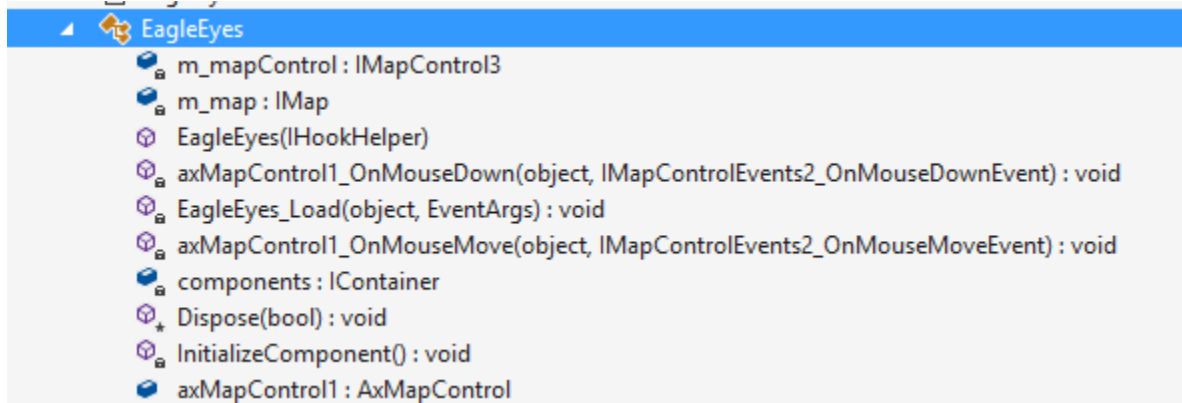 EagleEyes
m_mapControl : IMapControl3
m_map : IMap
EagleEyes(IHookHelper)
axMapControl1_OnMouseDown(object, IMapControlEvents2_OnMouseDownEvent) : void
EagleEyes_Load(object, EventArgs) : void
axMapControl1_OnMouseMove(object, IMapControlEvents2_OnMouseMoveEvent) : void
components : IContainer
Dispose(bool) : void
InitializeComponent() : void
axMapControl1 : AxMapControl